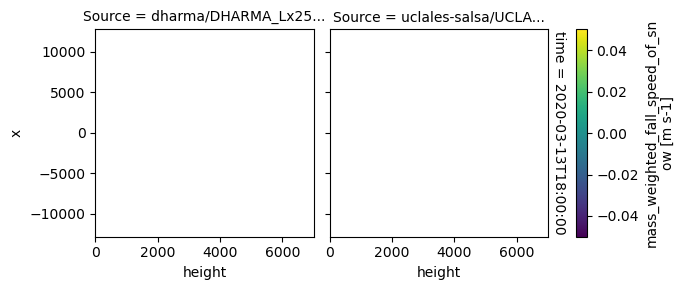 Source = dharma/DHARMA_Lx25...
Source = uclales-salsa/UCLA...
10000
5000
0
−5000
−10000
x
0
2000
4000
6000
height
0
2000
4000
6000
height
time = 2020-03-13T18:00:00
0.04
0.02
0.00
−0.02
−0.04
mass_weighted_fall_speed_of_sn
ow [m s-1]